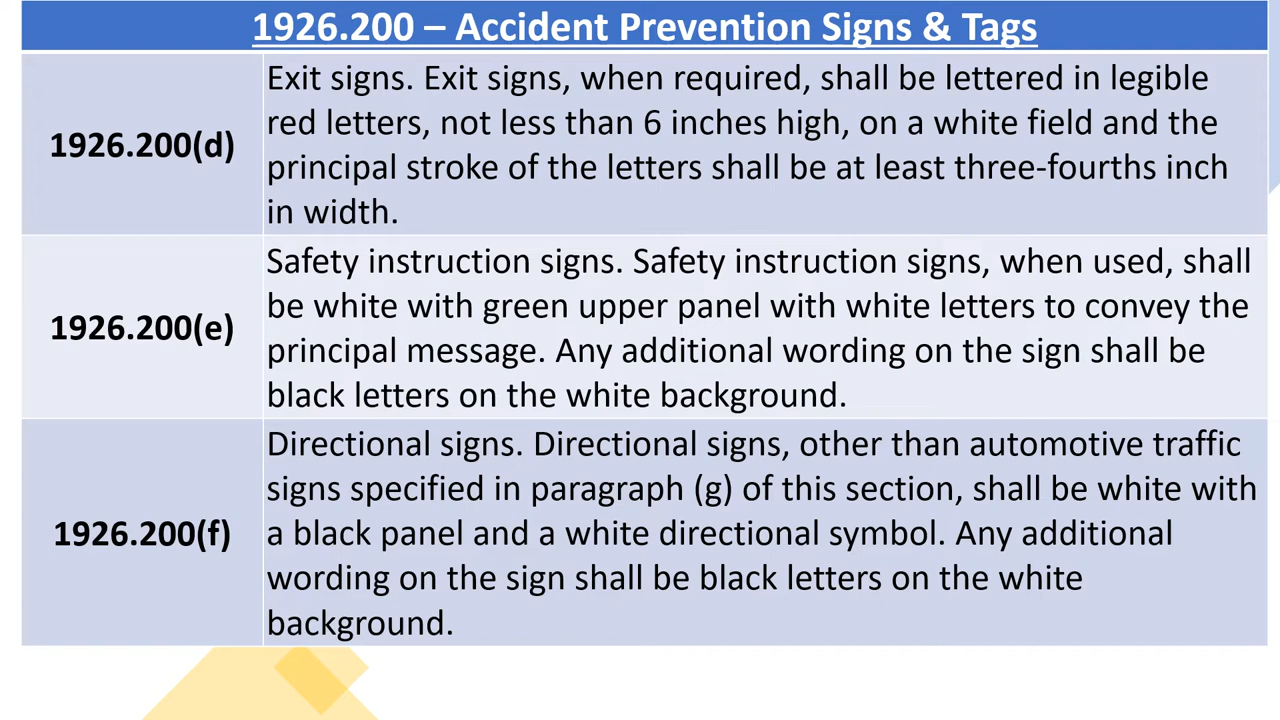 1926.200 – Accident Prevention Signs & Tags
1926.200(d)
Exit signs. Exit signs, when required, shall be lettered in legible
red letters, not less than 6 inches high, on a white field and the
principal stroke of the letters shall be at least three-fourths inch
in width.
1926.200(e)
Safety instruction signs. Safety instruction signs, when used, shall
be white with green upper panel with white letters to convey the
principal message. Any additional wording on the sign shall be
black letters on the white background.
1926.200(f)
Directional signs. Directional signs, other than automotive traffic
signs specified in paragraph (g) of this section, shall be white with
a black panel and a white directional symbol. Any additional
wording on the sign shall be black letters on the white
background.